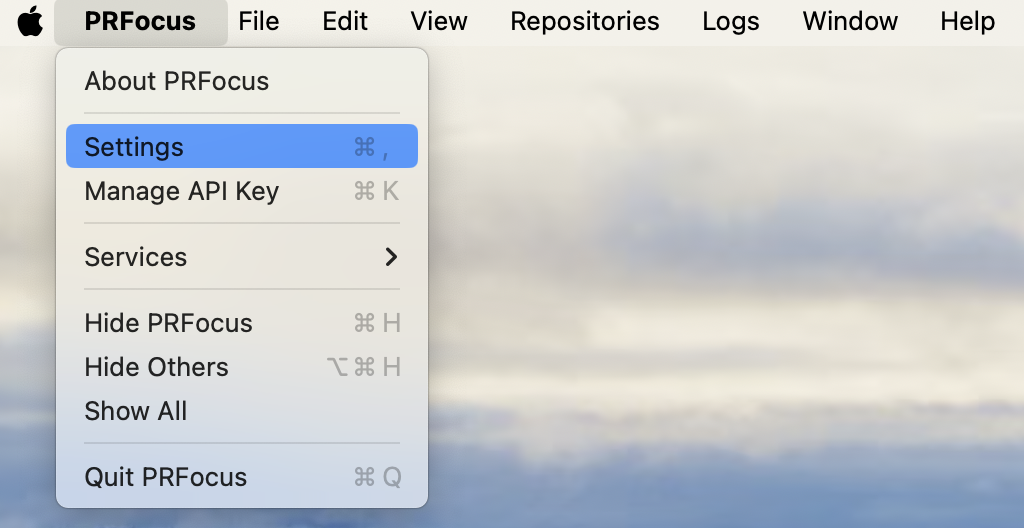 PRFocus File Edit View Repositories Logs Window Help
About PRFocus
Settings ⌘ ,
Manage API Key ⌘ K
Services
Hide PRFocus ⌘ H
Hide Others ⌥ ⌘ H
Show All
Quit PRFocus ⌘ Q